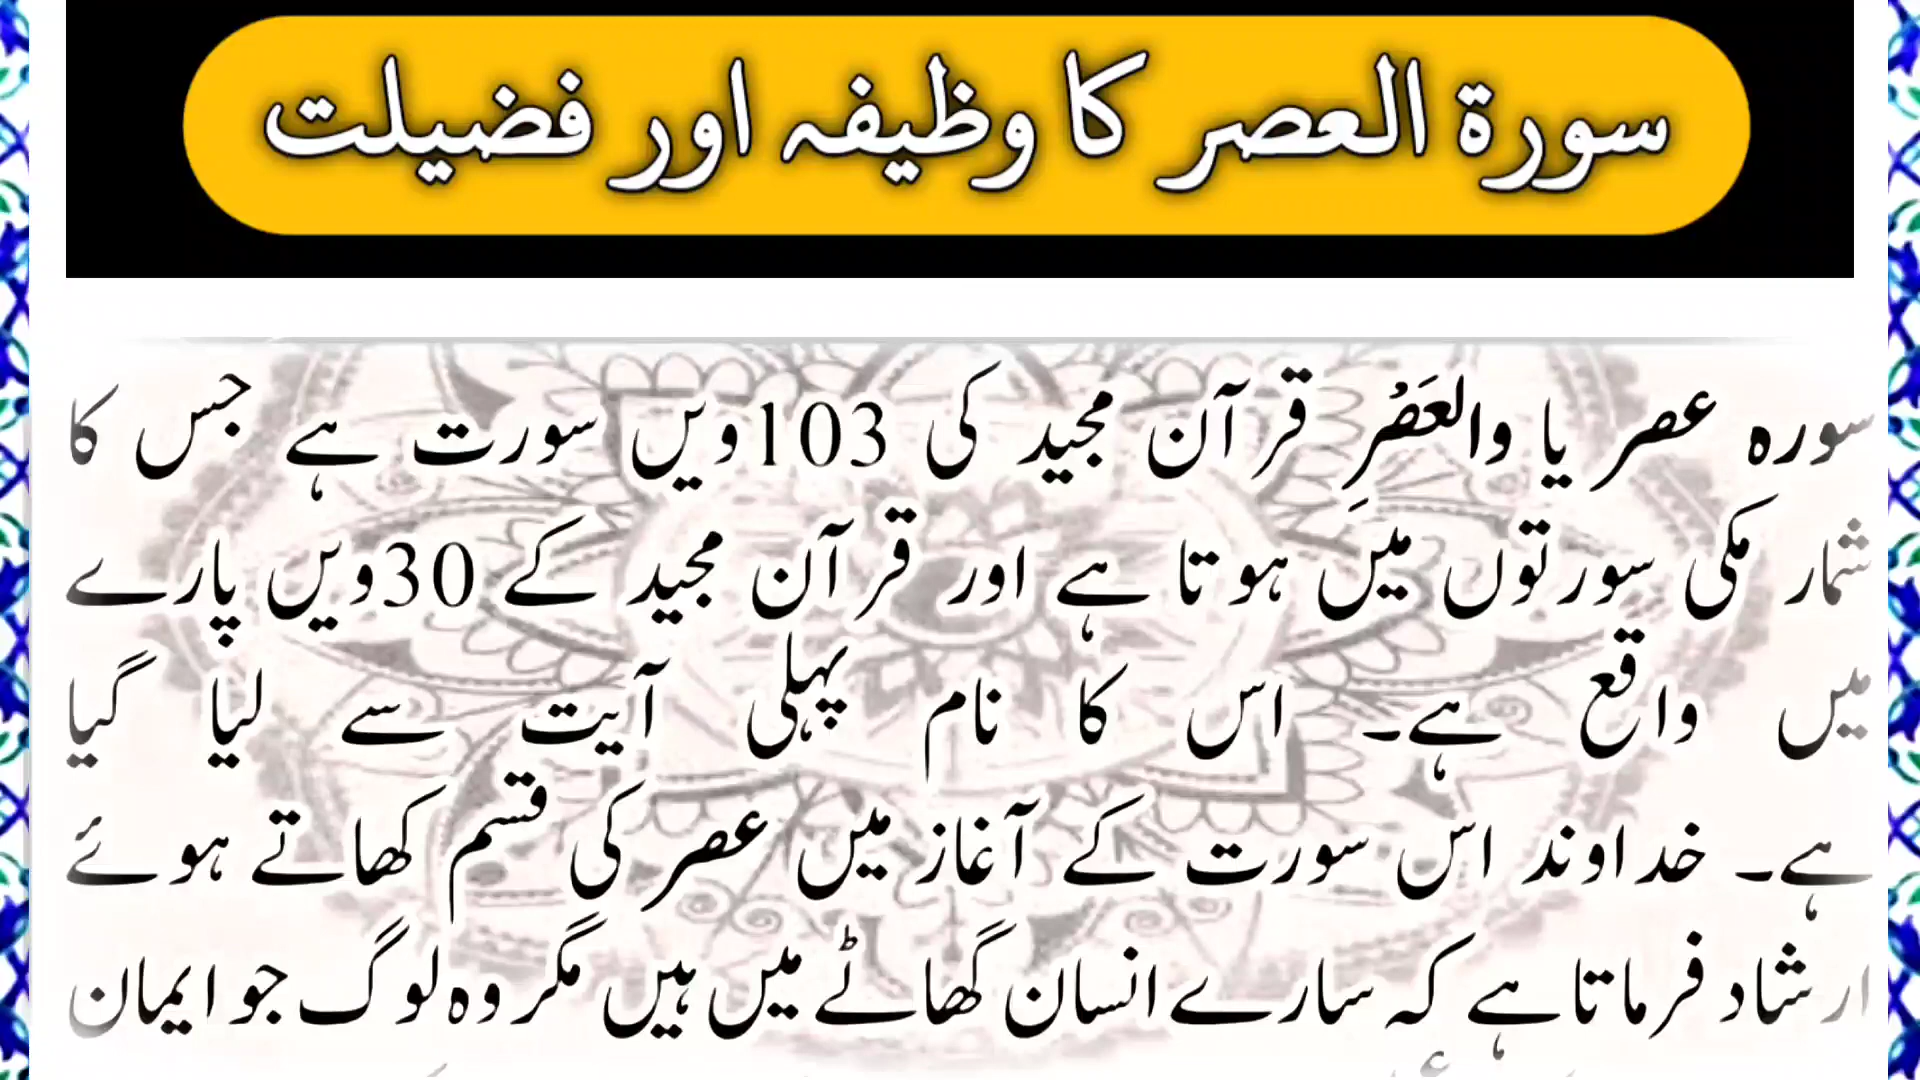 سورۃ العصر کا وظیفہ اور فضیلت
سورہ عصر یا والعَصْرِ قرآن مجید کی 103ویں سورت ہے جس کا
شمار مکی سورتوں میں ہوتا ہے اور قرآن مجید کے 30ویں پارے
میں واقع ہے۔ اس کا نام پہلی آیت سے لیا گیا
ہے۔ خداوند اس سورت کے آغاز میں عصر کی قسم کھاتے ہوئے
ارشاد فرماتا ہے کہ سارے انسان گھاٹے میں ہیں مگر وہ لوگ جو ایمان